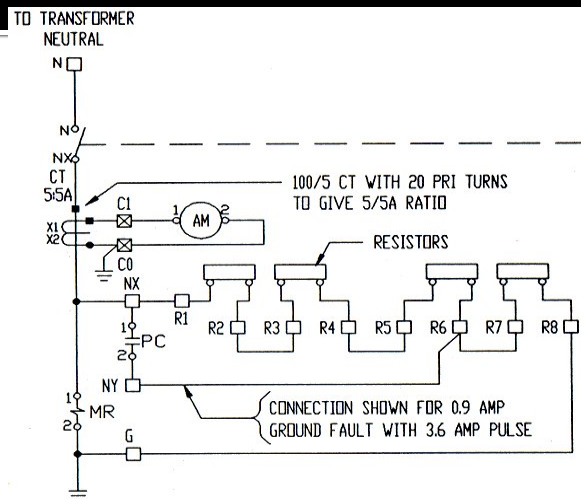 TO TRANSFORMER
NEUTRAL
N
N
NX
CT
5:5A
100/5 CT WITH 20 PRI TURNS
TO GIVE 5/5A RATIO
C1
1
AM
2
X1
X2
C0
RESISTORS
NX
R1
R2
R3
R4
R5
R6
R7
R8
1
PC
2
NY
1
MR
2
CONNECTION SHOWN FOR 0.9 AMP
GROUND FAULT WITH 3.6 AMP PULSE
G